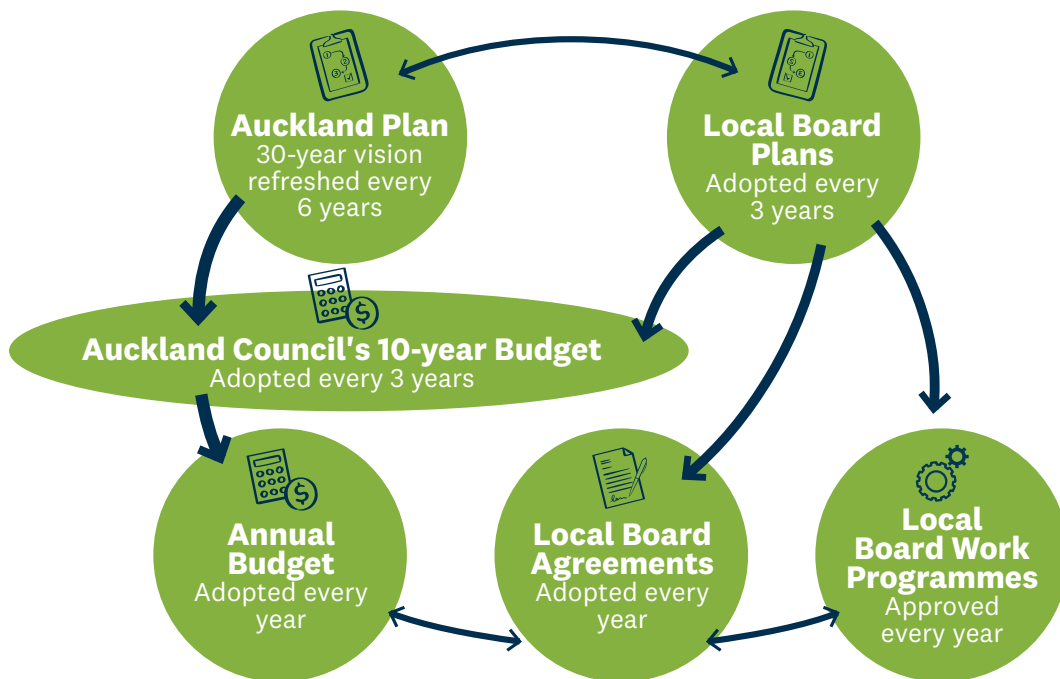 Auckland Plan
30-year vision
refreshed every
6 years
Local Board
Plans
Adopted every
3 years
Auckland Council's 10-year Budget
Adopted every 3 years
Annual
Budget
Adopted every
year
Local Board
Agreements
Adopted every
year
Local
Board Work
Programmes
Approved
every year